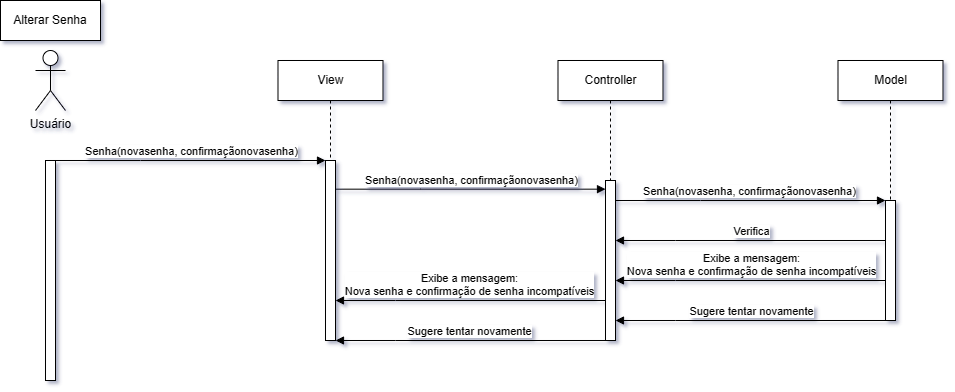 Alterar Senha
Usuário
View
Controller
Model
Senha(novasenha, confirmaçãonovasenha)
Senha(novasenha, confirmaçãonovasenha)
Senha(novasenha, confirmaçãonovasenha)
Verifica
Exibe a mensagem:
Nova senha e confirmação de senha incompatíveis
Exibe a mensagem:
Nova senha e confirmação de senha incompatíveis
Sugere tentar novamente
Sugere tentar novamente